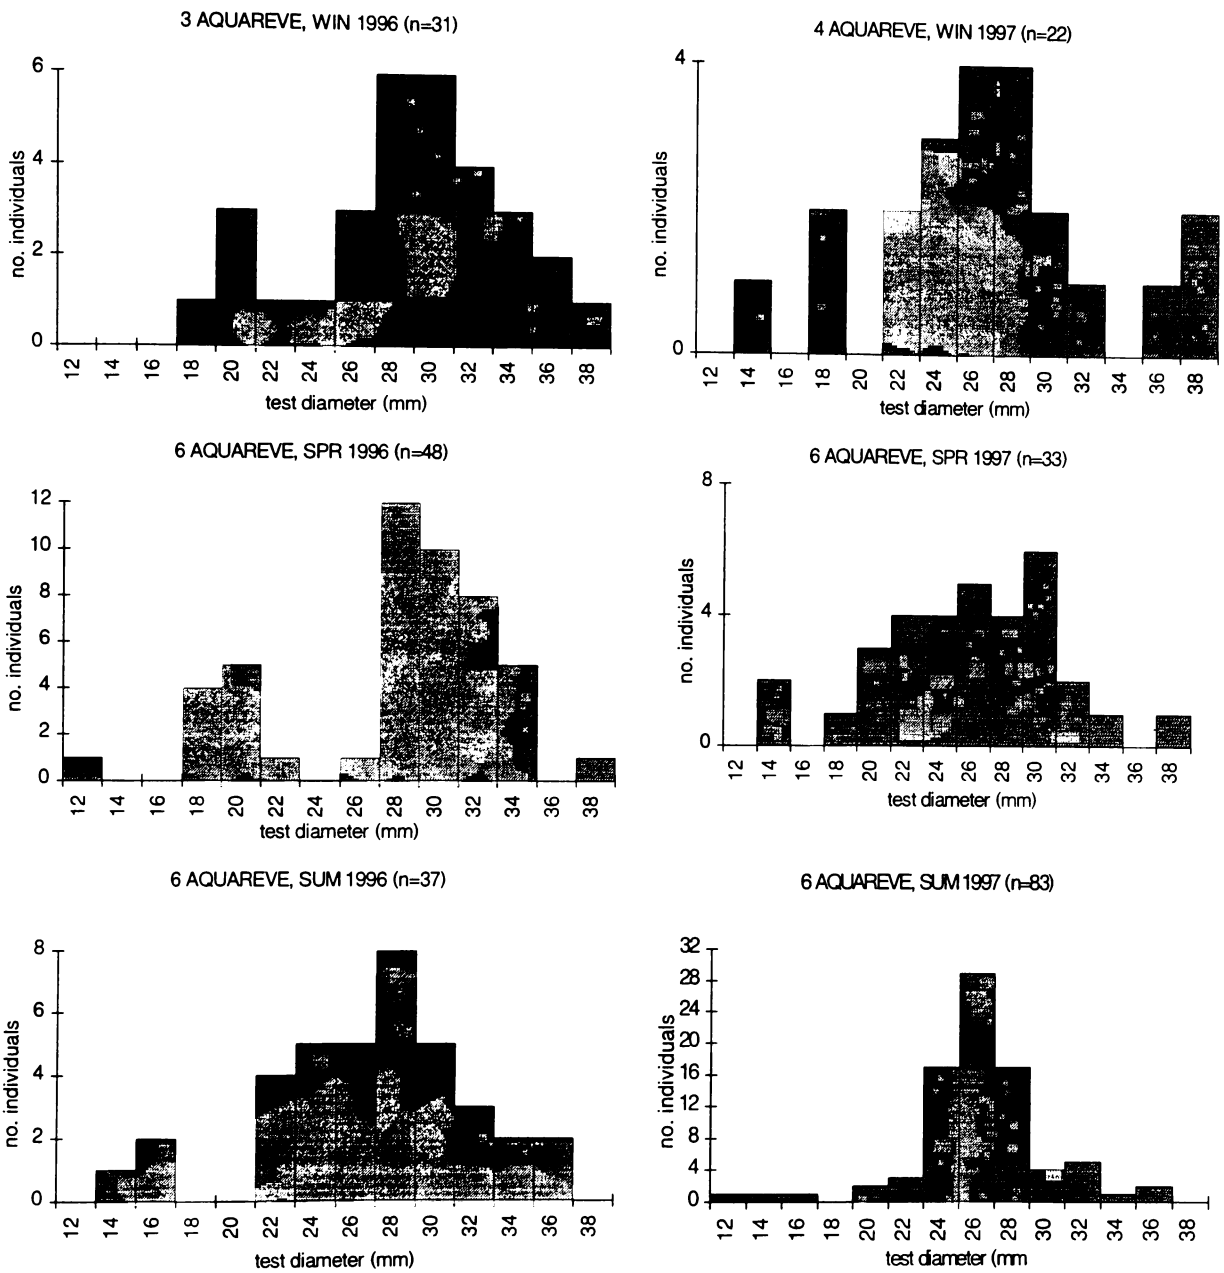 3 AQUAREVE, WIN 1996 (n=31)
no. individuals
6
4
2
0
12 14 16 18 20 22 24 26 28 30 32 34 36 38
test diameter (mm)
4 AQUAREVE, WIN 1997 (n=22)
no. individuals
4
0
12 14 16 18 20 22 24 26 28 30 32 34 36 38
test diameter (mm)
6 AQUAREVE, SPR 1996 (n=48)
no. individuals
12
10
8
6
4
2
0
12 14 16 18 20 22 24 26 28 30 32 34 36 38
test diameter (mm)
6 AQUAREVE, SPR 1997 (n=33)
no. individuals
8
4
0
12 14 16 18 20 22 24 26 28 30 32 34 36 38
test diameter (mm)
6 AQUAREVE, SUM 1996 (n=37)
no. individuals
8
6
4
2
0
12 14 16 18 20 22 24 26 28 30 32 34 36 38
test diameter (mm)
6 AQUAREVE, SUM 1997 (n=83)
no. individuals
32
28
24
20
16
12
8
4
0
12 14 16 18 20 22 24 26 28 30 32 34 36 38
test diameter (mm